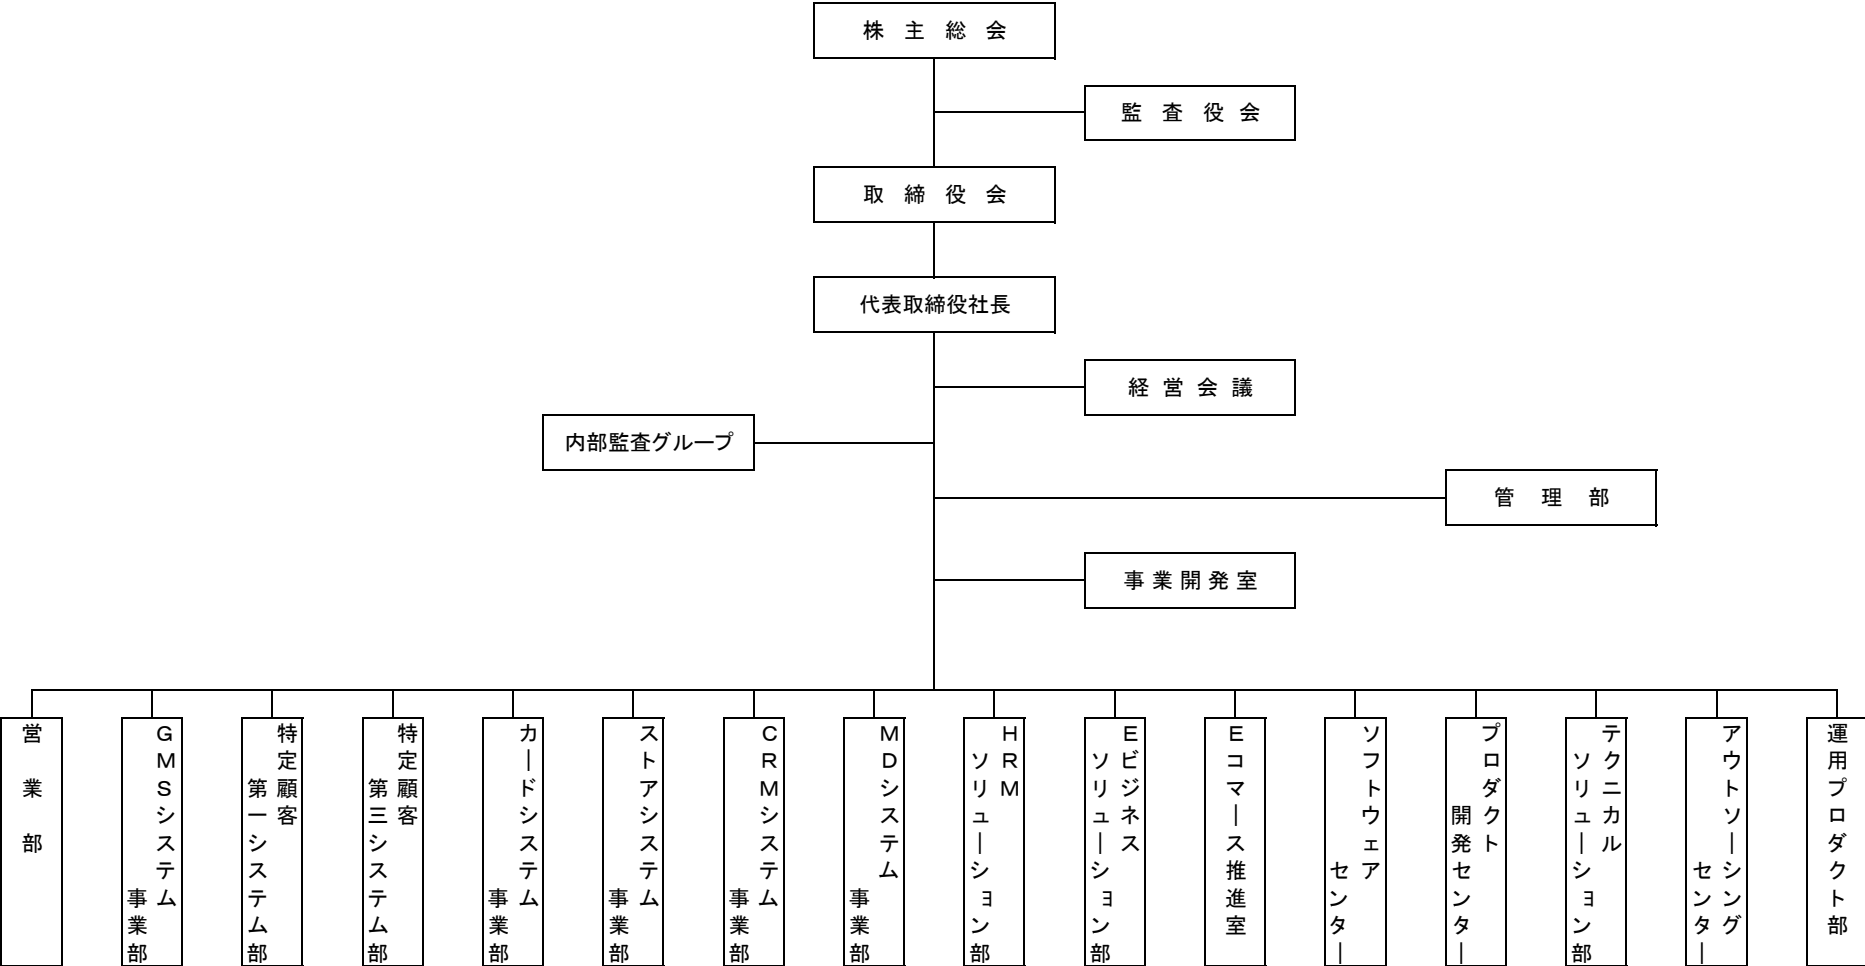 株主総会
監査役会
取締役会
代表取締役社長
経営会議
内部監査グループ
管理部
事業開発室
営業部
GMSシステム
事業部
特定顧客
第一システム部
特定顧客
第三システム部
カードシステム
事業部
ストアシステム
事業部
CRMシステム
事業部
MDシステム
事業部
HRM
ソリューション部
Eビジネス
ソリューション部
Eコマース推進室
ソフトウェア
センター
プロダクト
開発センター
テクニカル
ソリューション部
アウトソーシング
センター
運用プロダクト部